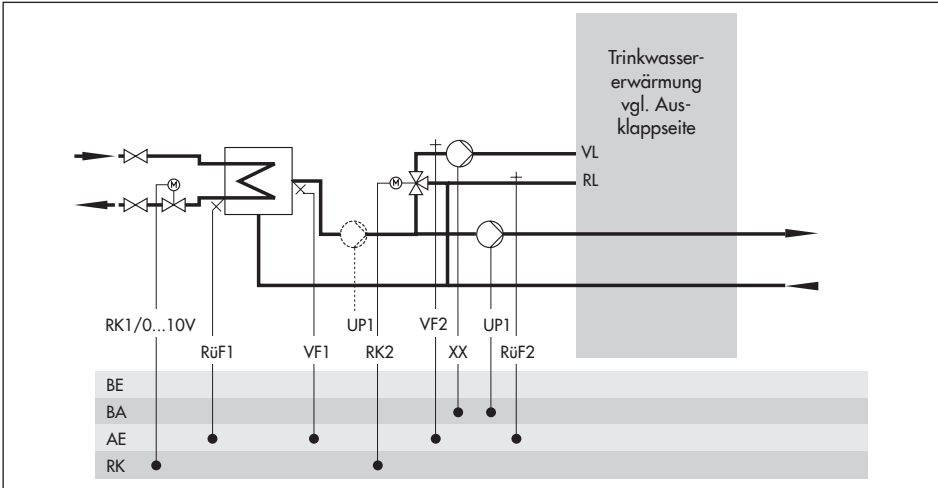 Trinkwasser-
erwärmung
vgl. Aus-
klappseite
VL
RL
M
M
RK1/0...10V
UP1
VF2
UP1
RüF1
VF1
RK2
XX
RüF2
BE
BA
AE
RK